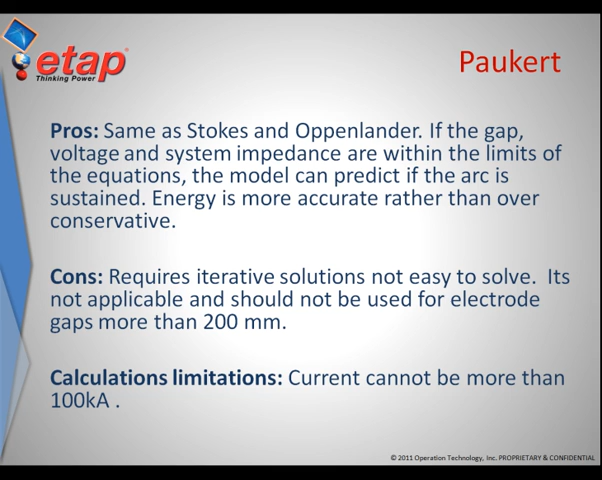 etap®
Thinking Power™
Paukert
Pros: Same as Stokes and Oppenlander. If the gap,
voltage and system impedance are within the limits of
the equations, the model can predict if the arc is
sustained. Energy is more accurate rather than over
conservative.
Cons: Requires iterative solutions not easy to solve. Its
not applicable and should not be used for electrode
gaps more than 200 mm.
Calculations limitations: Current cannot be more than
100kA .
© 2011 Operation Technology, Inc. PROPRIETARY & CONFIDENTIAL